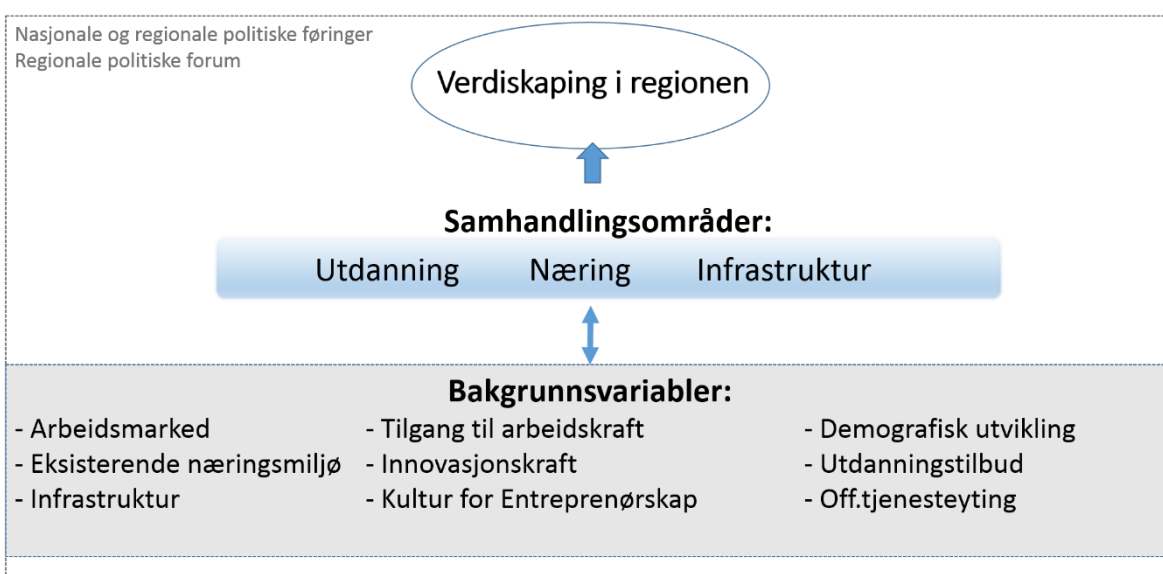 Nasjonale og regionale politiske føringer
Regionale politiske forum
Verdiskaping i regionen
Samhandlingsområder:
Utdanning Næring Infrastruktur
Bakgrunnsvariabler:
- Arbeidsmarked - Tilgang til arbeidskraft - Demografisk utvikling
- Eksisterende næringsmiljø - Innovasjonskraft - Utdanningstilbud
- Infrastruktur - Kultur for Entreprenørskap - Off.tjenesteyting